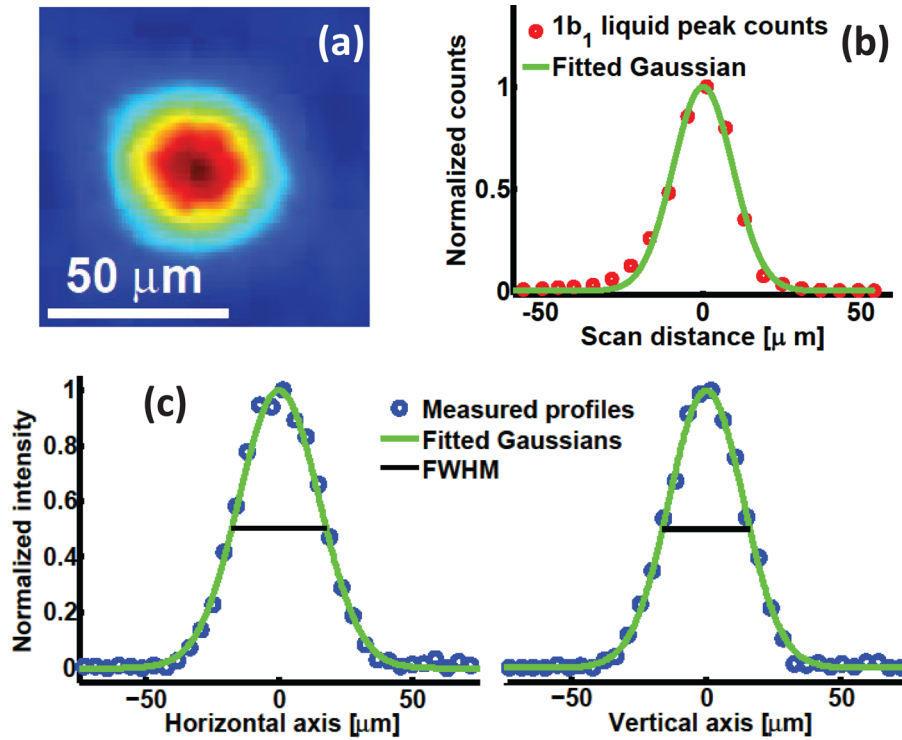 (a)
50 μm
(b)
1b₁ liquid peak counts
Fitted Gaussian
Normalized counts
1
0.5
0
-50 0 50
Scan distance [μ m]
(c)
Measured profiles
Fitted Gaussians
FWHM
Normalized intensity
1
0.8
0.6
0.4
0.2
0
−50 0 50
Horizontal axis [μm]
−50 0 50
Vertical axis [μm]